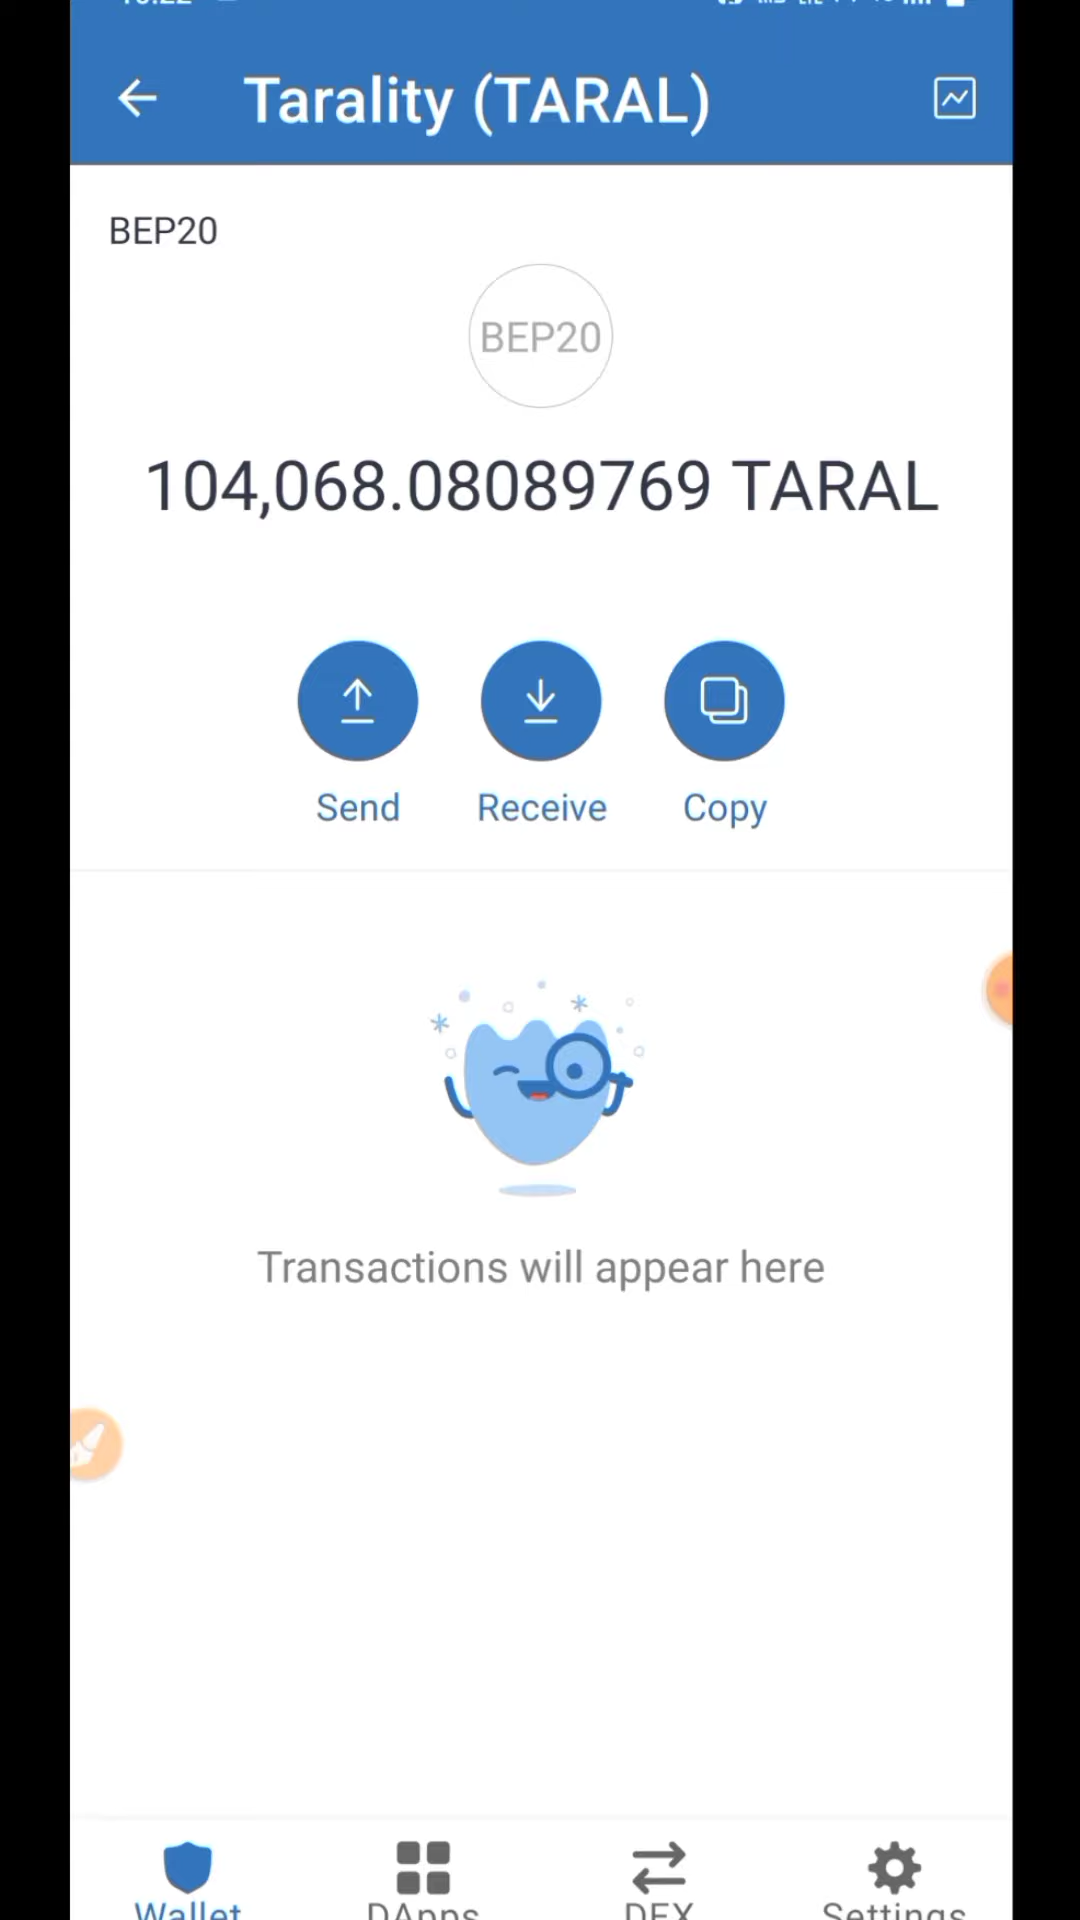 Tarality (TARAL)
BEP20
BEP20
104,068.08089769 TARAL
Send Receive Copy
Transactions will appear here
Wallet DApps DEX Settings